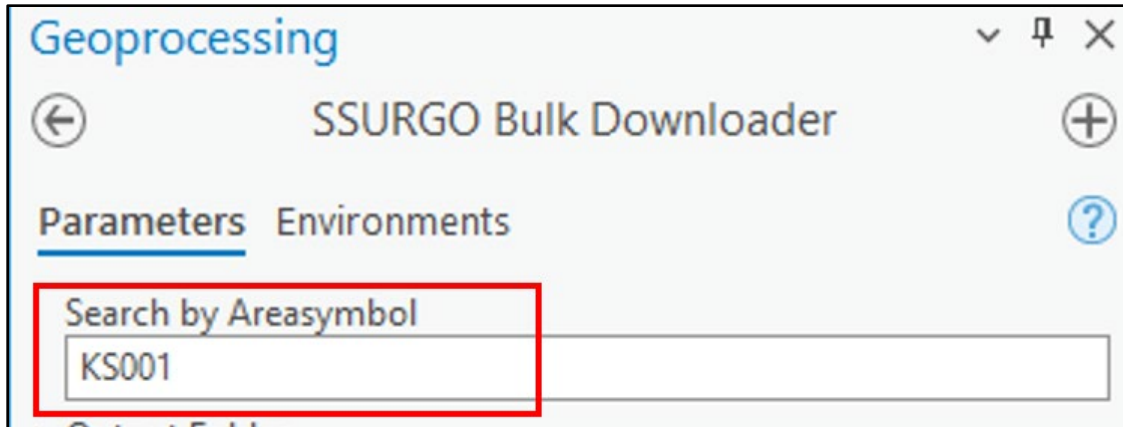 Geoprocessing
SSURGO Bulk Downloader
Parameters Environments
Search by Areasymbol
KS001